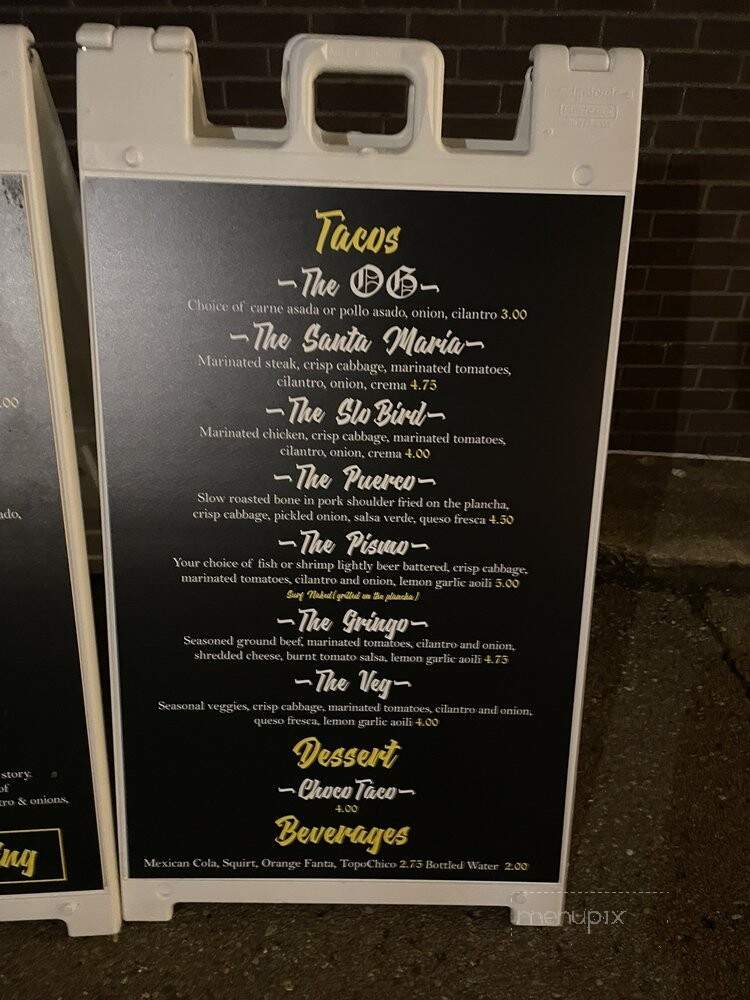 Tacos
~The OG~
Choice of carne asada or pollo asado, onion, cilantro 3.00
~The Santa Maria~
Marinated steak, crisp cabbage, marinated tomatoes,
cilantro, onion, crema 4.75
~The Slo Bird~
Marinated chicken, crisp cabbage, marinated tomatoes,
cilantro, onion, crema 4.00
~The Puerco~
Slow roasted bone in pork shoulder fried on the plancha,
crisp cabbage, pickled onion, salsa verde, queso fresca 4.50
~The Pismo~
Your choice of fish or shrimp lightly beer battered, crisp cabbage,
marinated tomatoes, cilantro and onion, lemon garlic aoili 5.00
Surf Naked (grilled on the plancha)
~The Gringo~
Seasoned ground beef, marinated tomatoes, cilantro and onion,
shredded cheese, burnt tomato salsa, lemon garlic aoili 4.75
~The Veg~
Seasonal veggies, crisp cabbage, marinated tomatoes, cilantro and onion,
queso fresca, lemon garlic aoili 4.00
Dessert
~Choco Taco~
4.00
Beverages
Mexican Cola, Squirt, Orange Fanta, TopoChico 2.75 Bottled Water 2.00
.00
ado,
story.
of
tro & onions,
ing
menupix